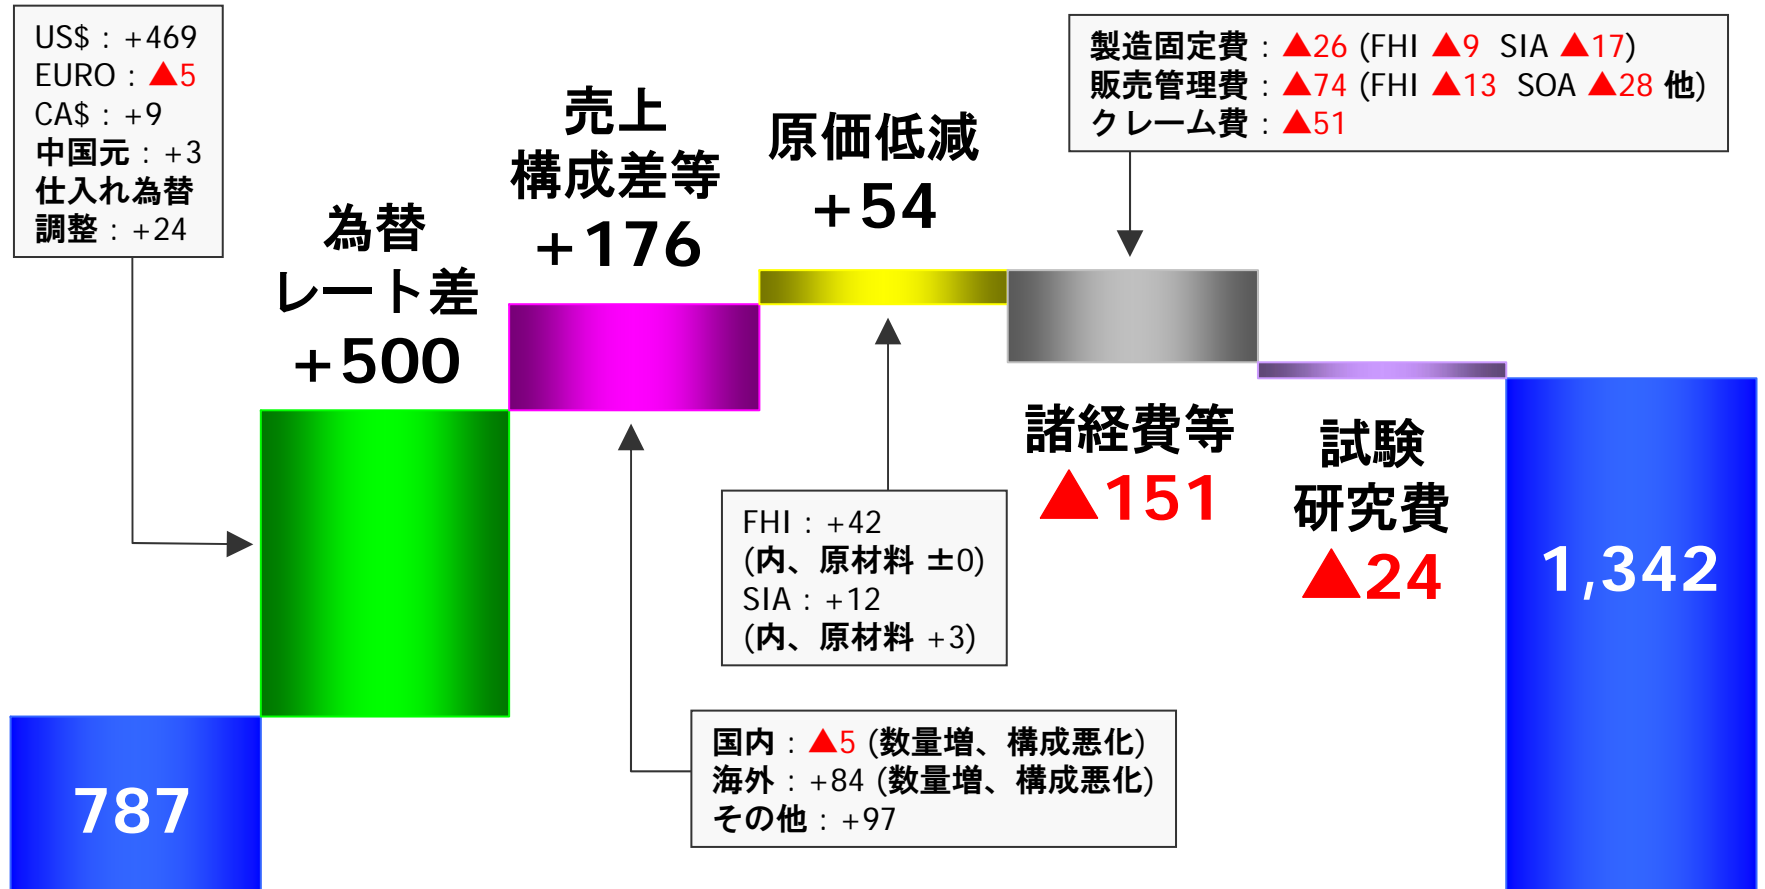 US$ : +469
EURO : ▲5
CA$ : +9
中国元 : +3
仕入れ為替
調整 : +24
為替
レート差
+500
売上
構成差等
+176
原価低減
+54
製造固定費 : ▲26 (FHI ▲9 SIA ▲17)
販売管理費 : ▲74 (FHI ▲13 SOA ▲28 他)
クレーム費 : ▲51
諸経費等
▲151
試験
研究費
▲24
FHI : +42
(内、原材料 ±0)
SIA : +12
(内、原材料 +3)
国内 : ▲5 (数量増、構成悪化)
海外 : +84 (数量増、構成悪化)
その他 : +97
787
1,342